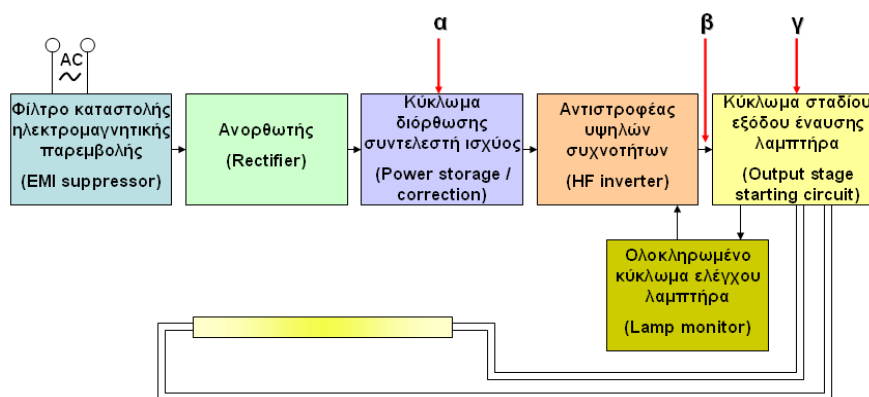 α
β
γ
AC
~
Φίλτρο καταστολής
ηλεκτρομαγνητικής
παρεμβολής
(EMI suppressor)
Ανορθωτής
(Rectifier)
Κύκλωμα
διόρθωσης
συντελεστή ισχύος
(Power storage /
correction)
Αντιστροφέας
υψηλών
συχνοτήτων
(HF inverter)
Κύκλωμα σταδίου
εξόδου έναυσης
λαμπτήρα
(Output stage
starting circuit)
Ολοκληρωμένο
κύκλωμα ελέγχου
λαμπτήρα
(Lamp monitor)